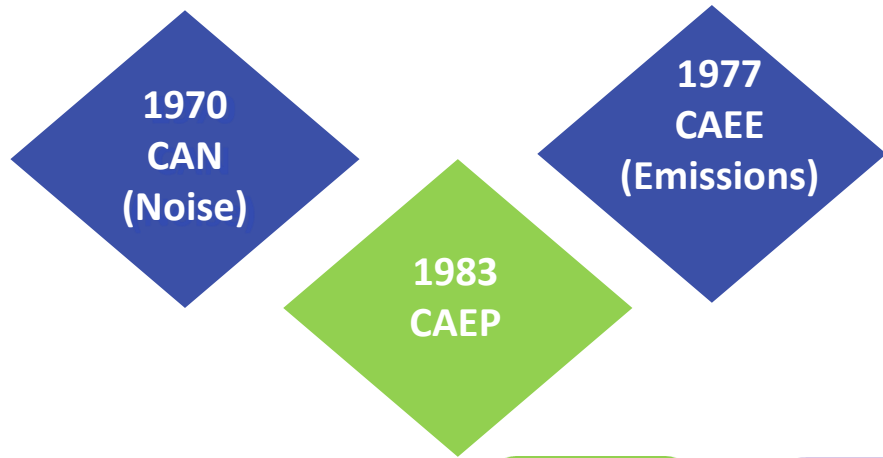 1970
CAN
(Noise)
1977
CAEE
(Emissions)
1983
CAEP